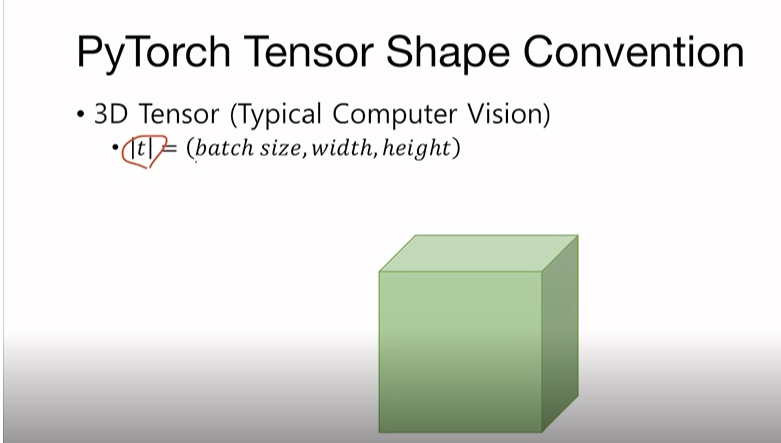 PyTorch Tensor Shape Convention
• 3D Tensor (Typical Computer Vision)
• |t| = (batch size, width, height)